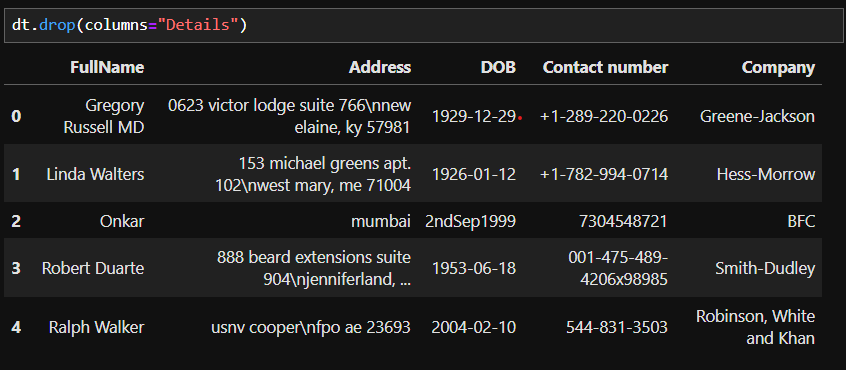 dt.drop(columns="Details")
FullName Address DOB Contact number Company
0 Gregory Russell MD 0623 victor lodge suite 766\nnew elaine, ky 57981 1929-12-29 +1-289-220-0226 Greene-Jackson
1 Linda Walters 153 michael greens apt. 102\nwest mary, me 71004 1926-01-12 +1-782-994-0714 Hess-Morrow
2 Onkar mumbai 2ndSep1999 7304548721 BFC
3 Robert Duarte 888 beard extensions suite 904\njenniferland, ... 1953-06-18 001-475-489-4206x98985 Smith-Dudley
4 Ralph Walker usnv cooper\nfpo ae 23693 2004-02-10 544-831-3503 Robinson, White and Khan